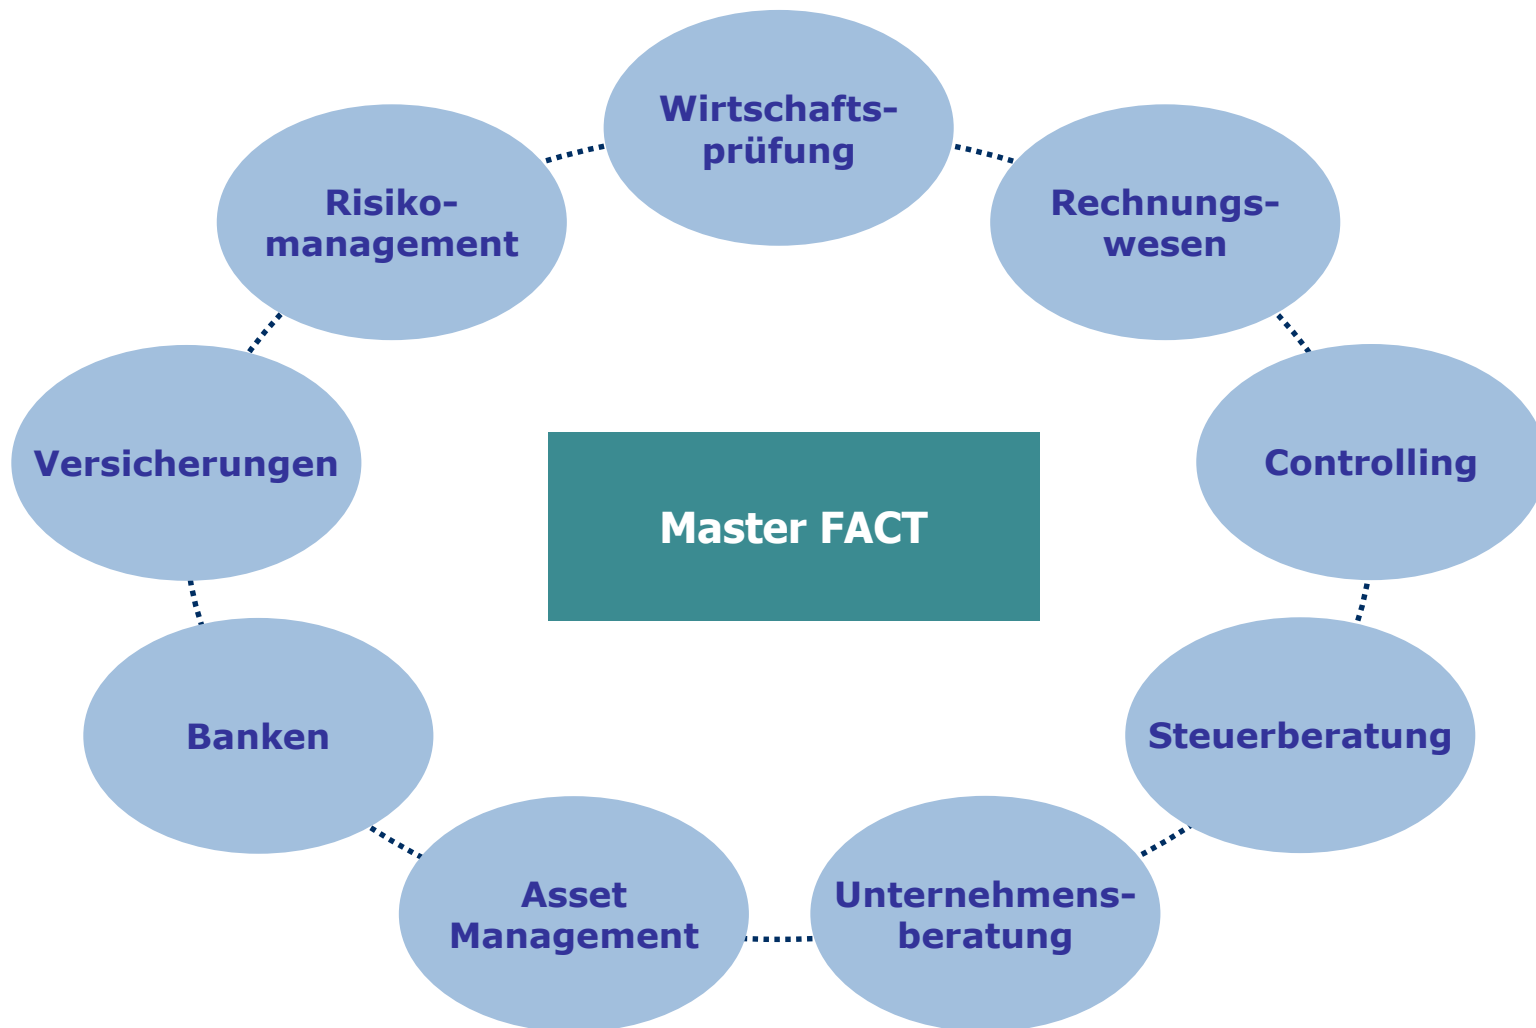 Wirtschafts-
prüfung
Rechnungs-
wesen
Controlling
Steuerberatung
Unternehmens-
beratung
Asset
Management
Banken
Versicherungen
Risiko-
management
Master FACT